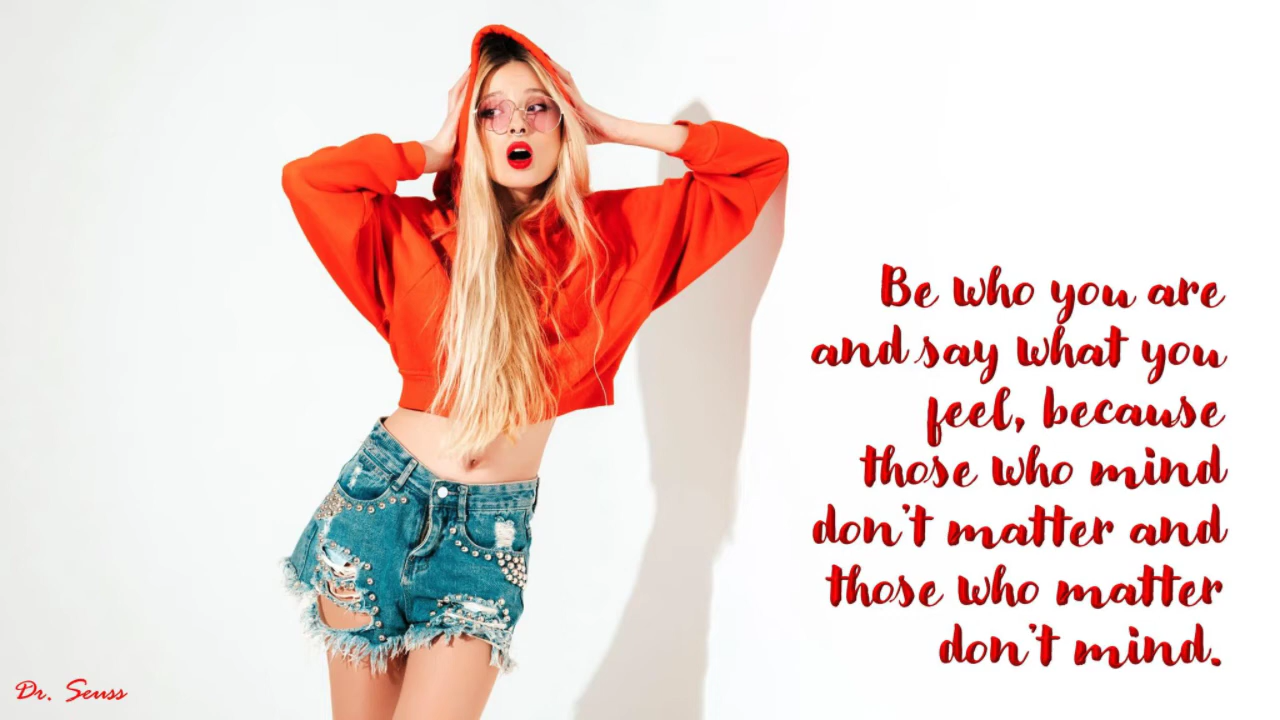 Be who you are
and say what you
feel, because
those who mind
don't matter and
those who matter
don't mind.
Dr. Seuss